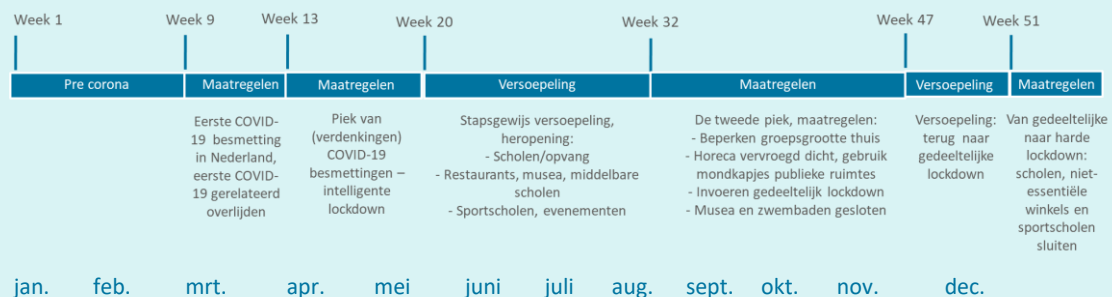 Week 1
Week 9
Week 13
Week 20
Week 32
Week 47
Week 51
Pre corona
Maatregelen
Maatregelen
Versoepeling
Maatregelen
Versoepeling
Maatregelen
Eerste COVID-
19 besmetting
in Nederland,
eerste COVID-
19 gerelateerd
overlijden
Piek van
(verdenkingen)
COVID-19
besmettingen –
intelligente
lockdown
Stapsgewijs versoepeling,
heropening:
- Scholen/opvang
- Restaurants, musea, middelbare
scholen
- Sportscholen, evenementen
De tweede piek, maatregelen:
- Beperken groepsgrootte thuis
- Horeca vervroegd dicht, gebruik
mondkapjes publieke ruimtes
- Invoeren gedeeltelijk lockdown
- Musea en zwembaden gesloten
Versoepeling:
terug naar
gedeeltelijke
lockdown
Van gedeeltelijke
naar harde
lockdown:
scholen, niet-
essentiële
winkels en
sportscholen
sluiten
jan. feb. mrt. apr. mei juni juli aug. sept. okt. nov. dec.